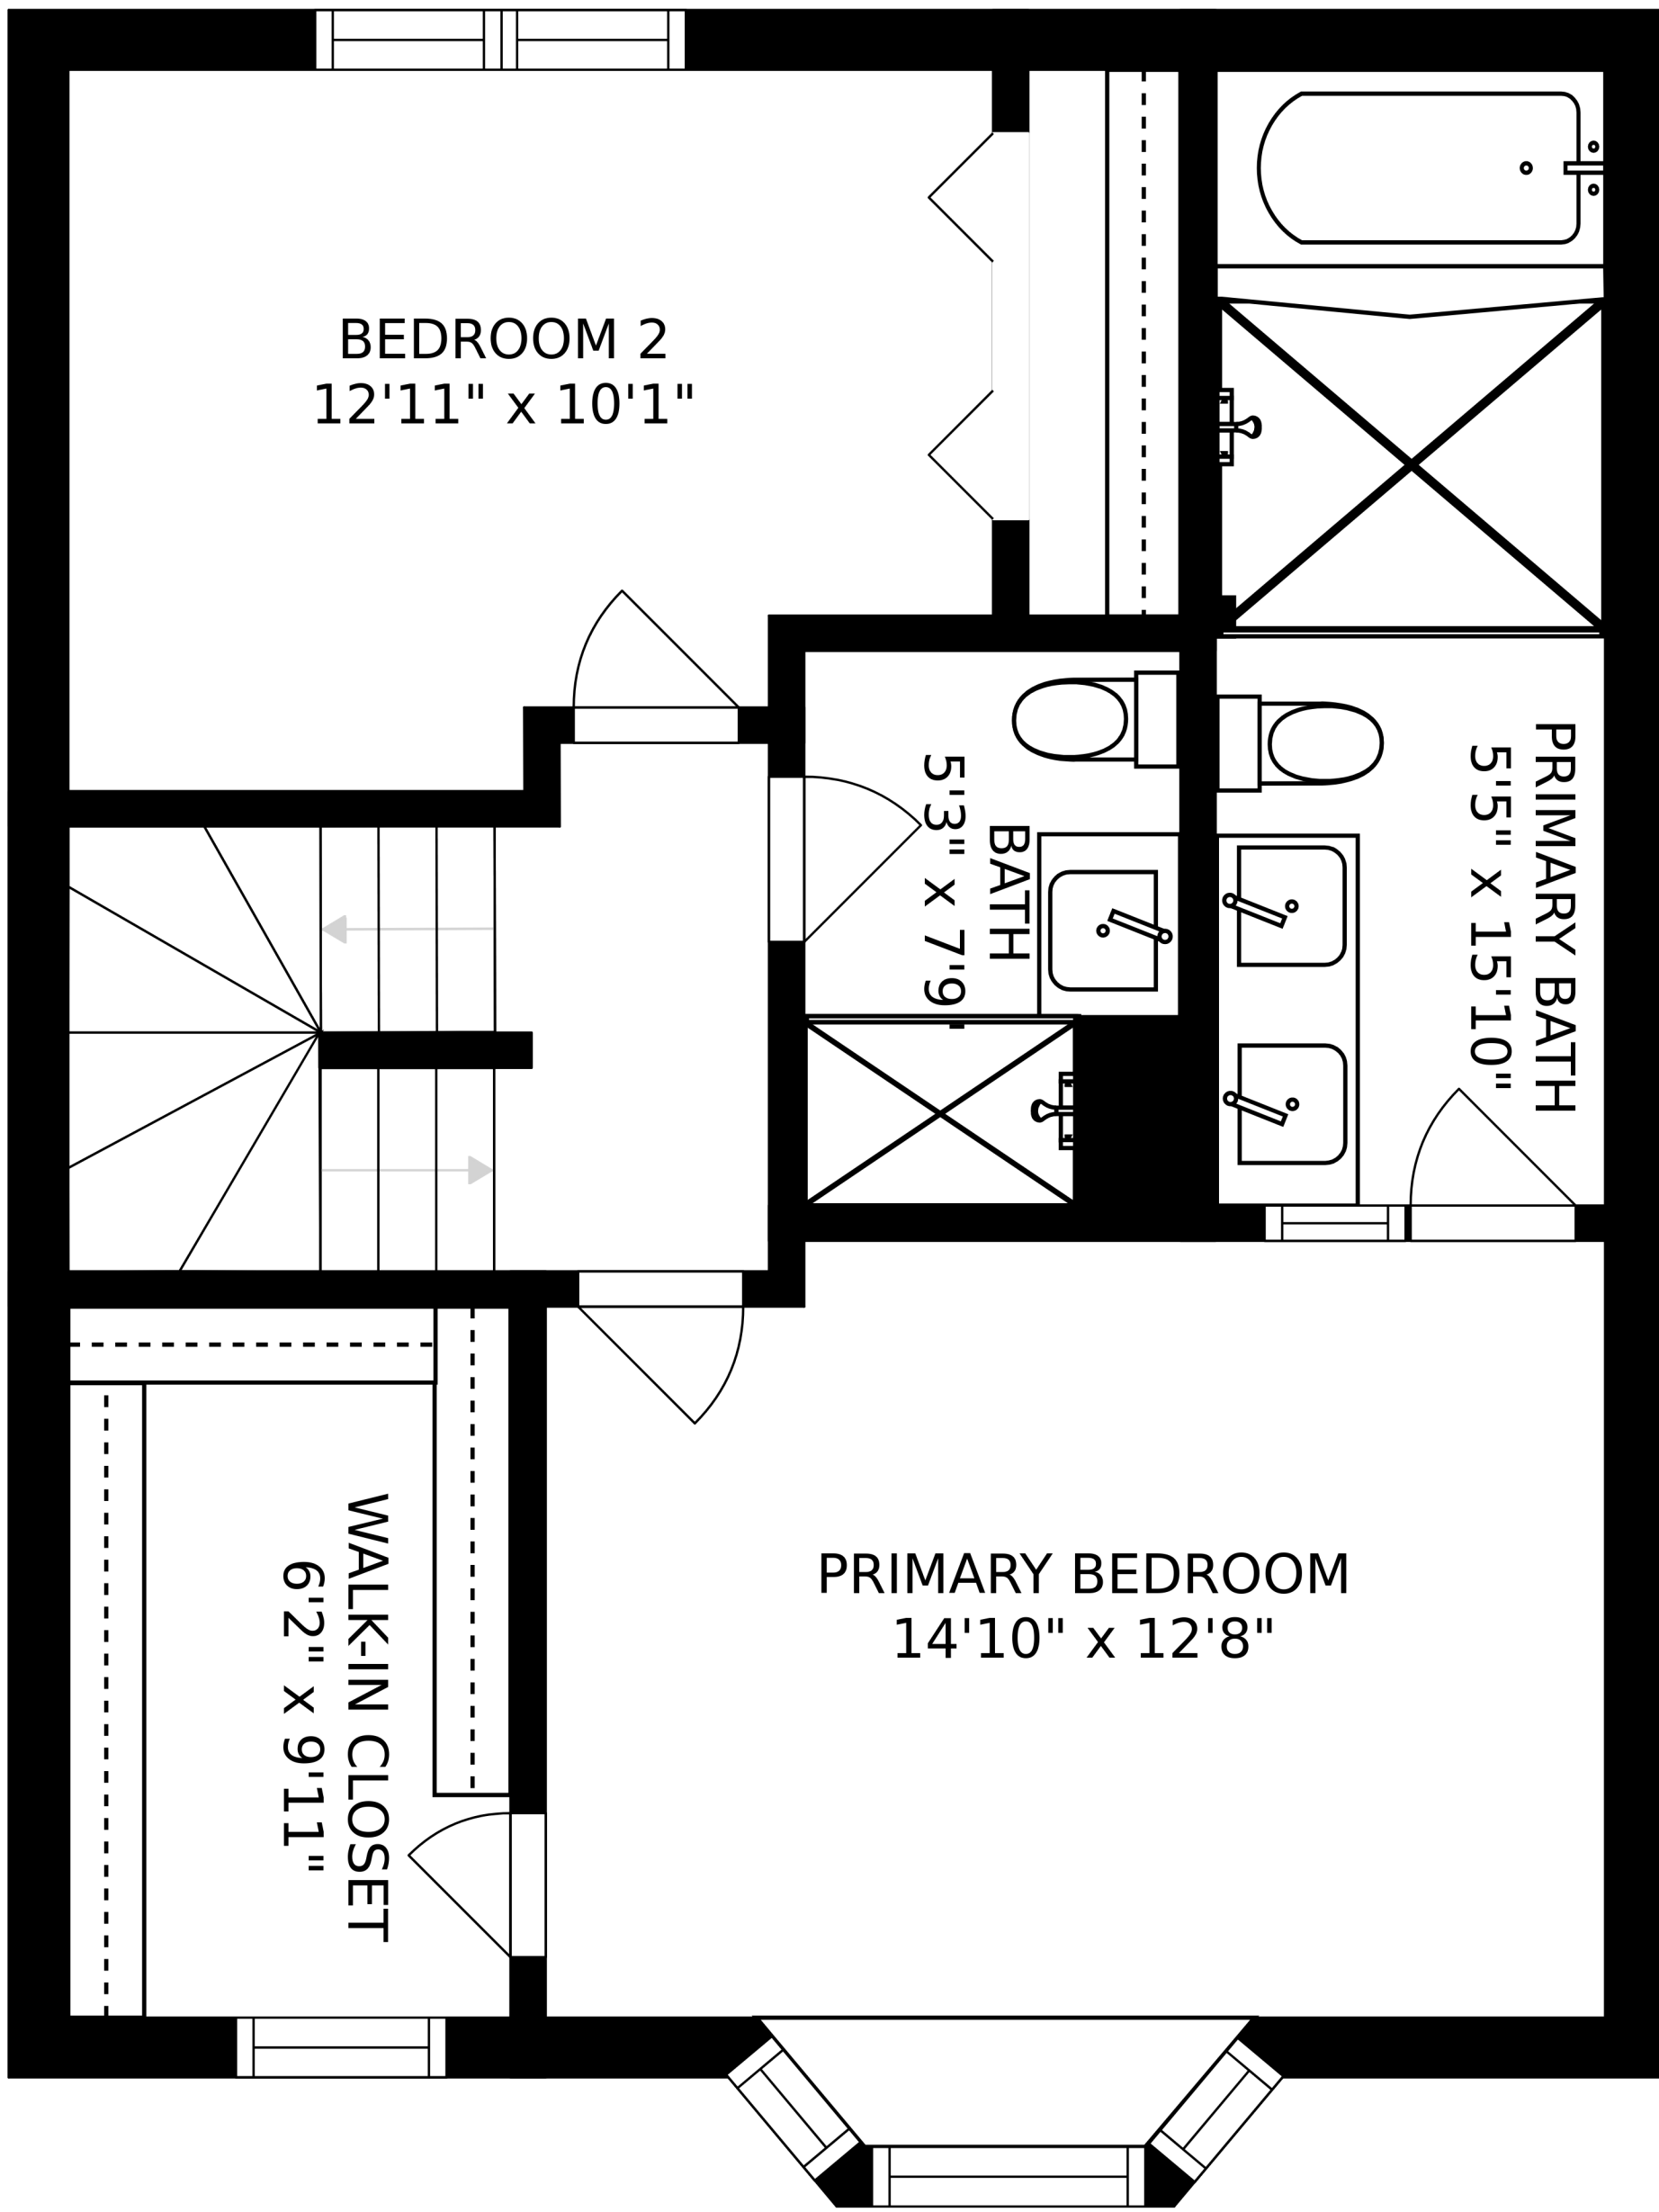 BEDROOM 2
12'11" x 10'1"
BATH
5'3" x 7'9"
PRIMARY BATH
5'5" x 15'10"
WALK-IN CLOSET
6'2" x 9'11"
PRIMARY BEDROOM
14'10" x 12'8"